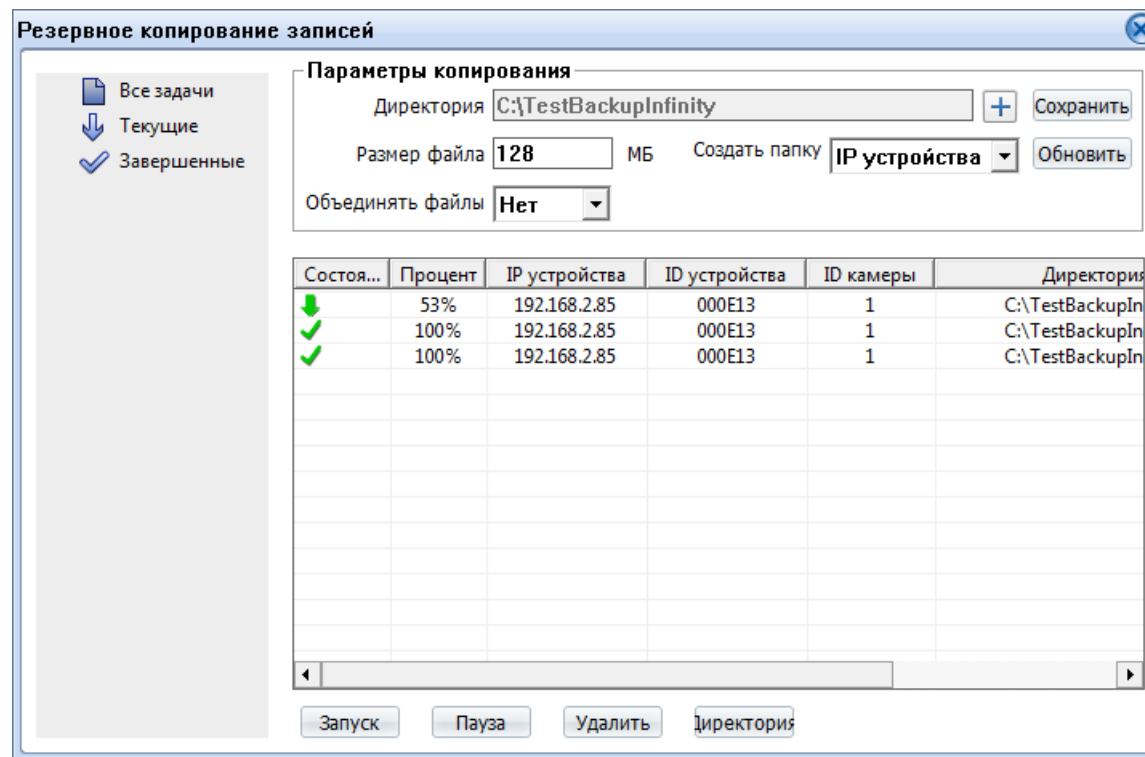 Резервное копирование записей
Все задачи
Текущие
Завершенные
Параметры копирования
Директория C:\TestBackupInfinity Сохранить
Размер файла 128 МБ Создать папку IP устройства Обновить
Объединять файлы Нет
Состоя... Процент IP устройства ID устройства ID камеры Директория
53% 192.168.2.85 000E13 1 C:\TestBackupIn
100% 192.168.2.85 000E13 1 C:\TestBackupIn
100% 192.168.2.85 000E13 1 C:\TestBackupIn
Запуск Пауза Удалить Директория